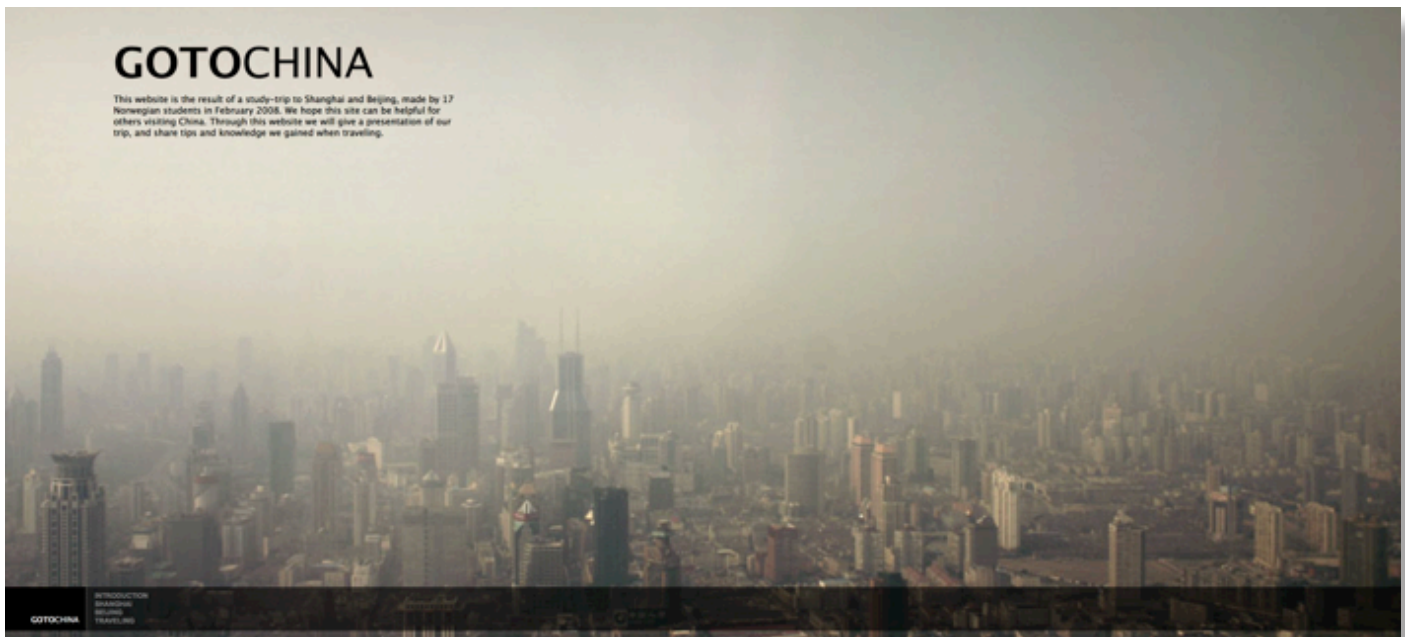 GOTOCHINA
This website is the result of a study-trip to Shanghai and Beijing, made by 17
Norwegian students in February 2008. We hope this site can be helpful for
others visiting China. Through this website we will give a presentation of our
trip, and share tips and knowledge we gained when traveling.
INTRODUCTION
SHANGHAI
BEIJING
TRAVELING
GOTOCHINA